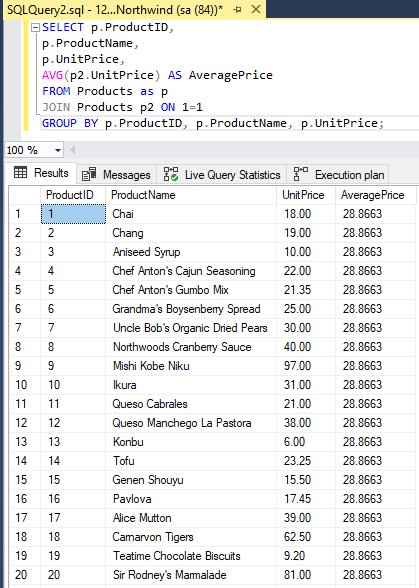 SQLQuery2.sql - 12...Northwind (sa (84))*
SELECT p.ProductID,
p.ProductName,
p.UnitPrice,
AVG(p2.UnitPrice) AS AveragePrice
FROM Products as p
JOIN Products p2 ON 1=1
GROUP BY p.ProductID, p.ProductName, p.UnitPrice;
100 %
Results Messages Live Query Statistics Execution plan
ProductID ProductName UnitPrice AveragePrice
1 1 Chai 18.00 28.8663
2 2 Chang 19.00 28.8663
3 3 Aniseed Syrup 10.00 28.8663
4 4 Chef Anton's Cajun Seasoning 22.00 28.8663
5 5 Chef Anton's Gumbo Mix 21.35 28.8663
6 6 Grandma's Boysenberry Spread 25.00 28.8663
7 7 Uncle Bob's Organic Dried Pears 30.00 28.8663
8 8 Northwoods Cranberry Sauce 40.00 28.8663
9 9 Mishi Kobe Niku 97.00 28.8663
10 10 Ikura 31.00 28.8663
11 11 Queso Cabrales 21.00 28.8663
12 12 Queso Manchego La Pastora 38.00 28.8663
13 13 Konbu 6.00 28.8663
14 14 Tofu 23.25 28.8663
15 15 Genen Shouyu 15.50 28.8663
16 16 Pavlova 17.45 28.8663
17 17 Alice Mutton 39.00 28.8663
18 18 Carnarvon Tigers 62.50 28.8663
19 19 Teatime Chocolate Biscuits 9.20 28.8663
20 20 Sir Rodney's Marmalade 81.00 28.8663